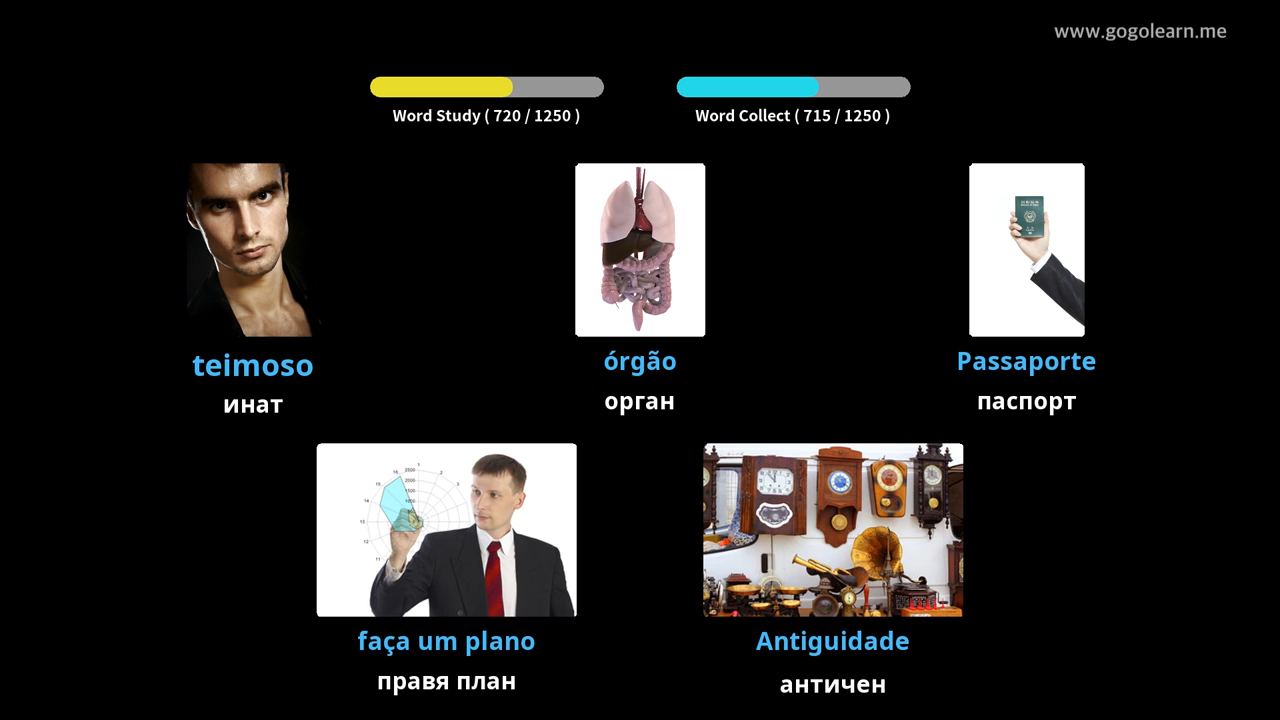 www.gogolearn.me
Word Study ( 720 / 1250 )
Word Collect ( 715 / 1250 )
teimoso
инат
órgão
орган
Passaporte
паспорт
faça um plano
правя план
Antiguidade
античен